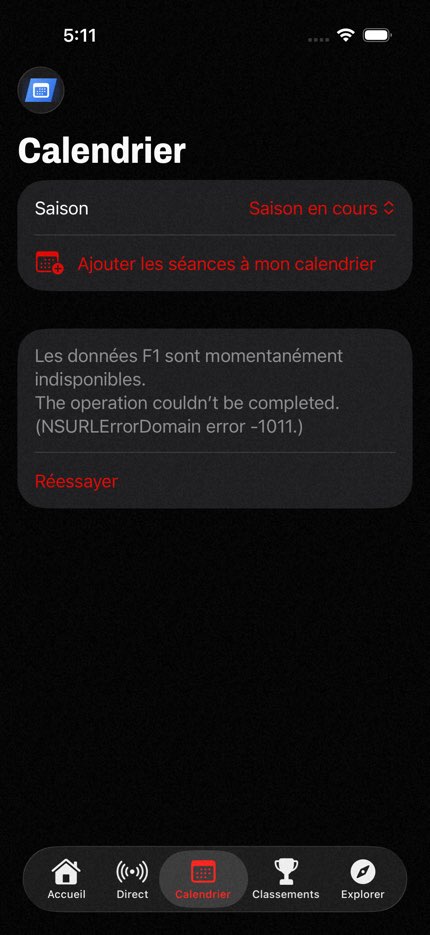 5:11
Calendrier
Saison
Saison en cours
Ajouter les séances à mon calendrier
Les données F1 sont momentanément
indisponibles.
The operation couldn’t be completed.
(NSURLErrorDomain error -1011.)
Réessayer
Accueil
Direct
Calendrier
Classements
Explorer